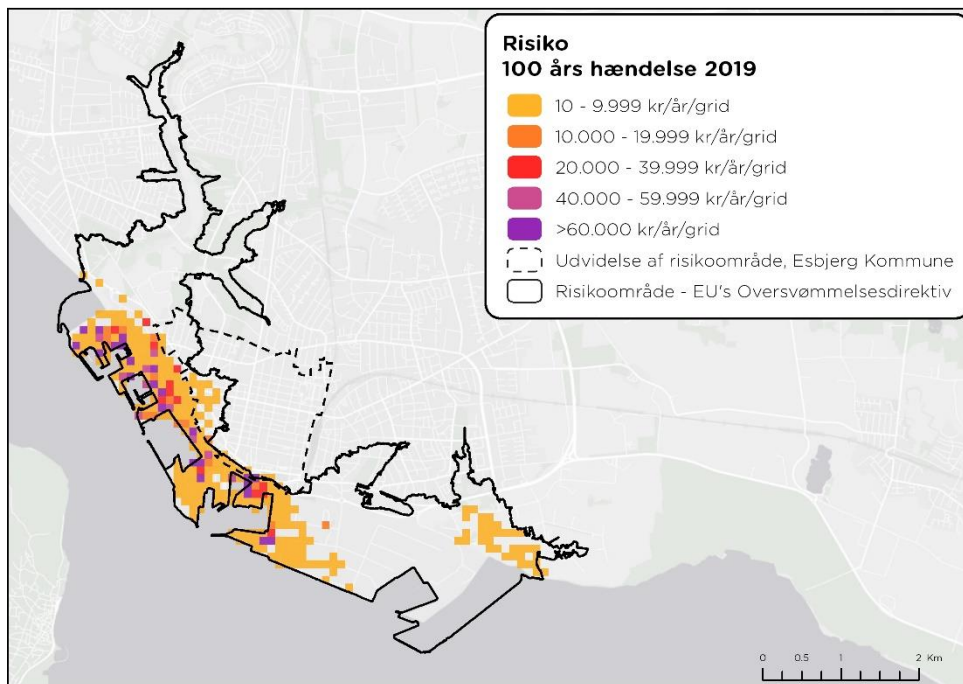 Risiko
100 års hændelse 2019
10 - 9.999 kr/år/grid
10.000 - 19.999 kr/år/grid
20.000 - 39.999 kr/år/grid
40.000 - 59.999 kr/år/grid
>60.000 kr/år/grid
Udvidelse af risikoområde, Esbjerg Kommune
Risikoområde - EU's Oversvømmelsesdirektiv
0 0.5 1 2 Km